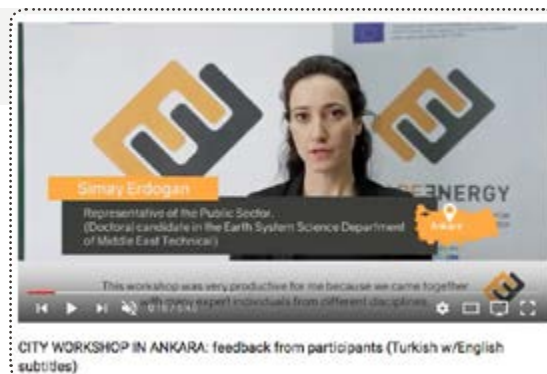 ENERGY
Simay Erdogan
Representative of the Public Sector.
(Doctoral candidate in the Earth System Science Department
of Middle East Technical)
This workshop was very productive for me because we came together
with many expert individuals from different disciplines.
CITY WORKSHOP IN ANKARA: feedback from participants (Turkish w/English
subtitles)